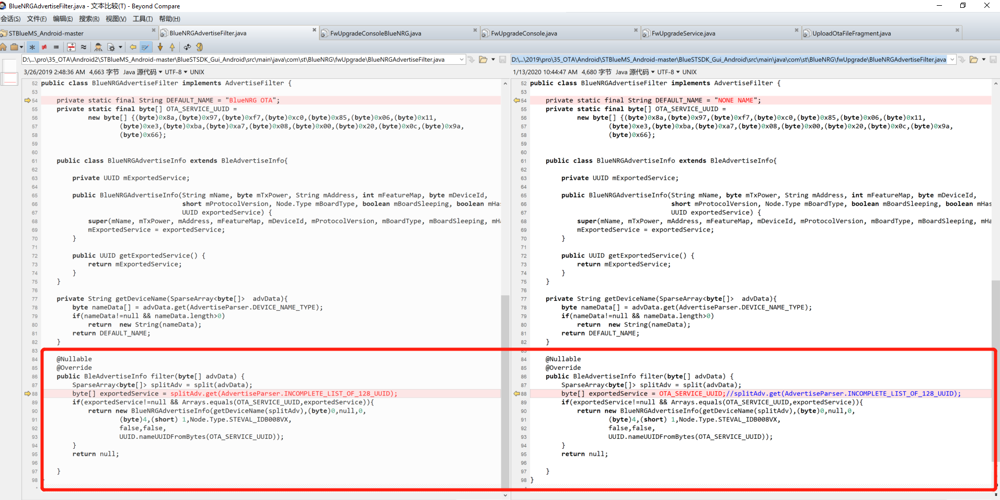 BlueNRGAdvertiseFilter.java - 文本比较(T) - Beyond Compare
会话(S) 文件(F) 编辑(E) 搜索(R) 视图(V) 工具(T) 帮助(H)
STBlueMS_Android-master BlueNRGAdvertiseFilter.java FwUpgradeConsoleBlueNRG.java FwUpgradeConsole.java FwUpgradeService.java UploadOtaFileFragment.java
D:\...\pro\35_OTA\Android2\STBlueMS_Android-master\BlueSTSDK_Gui_Android\src\main\java\com\st\BlueNRG\fwUpgrade\BlueNRGAdvertiseFilter.java
3/26/2019 2:48:36 AM 4,663 字节 Java 源代码 UTF-8 UNIX
52 public class BlueNRGAdvertiseFilter implements AdvertiseFilter {
53
54 private static final String DEFAULT_NAME = "BlueNRG OTA";
55 private static final byte[] OTA_SERVICE_UUID =
56 new byte[] {(byte)0x8a,(byte)0x97,(byte)0xf7,(byte)0xc0,(byte)0x85,(byte)0x06,(byte)0x11,
57 (byte)0xe3,(byte)0xba,(byte)0xa7,(byte)0x08,(byte)0x00,(byte)0x20,(byte)0x0c,(byte)0x9a,
58 (byte)0x66};
59
60
61 public class BlueNRGAdvertiseInfo extends BleAdvertiseInfo{
62
63 private UUID mExportedService;
64
65 public BlueNRGAdvertiseInfo(String mName, byte mTxPower, String mAddress, int mFeatureMap, byte mDeviceId,
66 short mProtocolVersion, Node.Type mBoardType, boolean mBoardSleeping, boolean mHas
67 UUID exportedService) {
68 super(mName, mTxPower, mAddress, mFeatureMap, mDeviceId, mProtocolVersion, mBoardType, mBoardSleeping, mHa
69 mExportedService = exportedService;
70 }
71
72 public UUID getExportedService() {
73 return mExportedService;
74 }
75 }
76
77 private String getDeviceName(SparseArray<byte[]> advData){
78 byte nameData[] = advData.get(AdvertiseParser.DEVICE_NAME_TYPE);
79 if(nameData!=null && nameData.length>0)
80 return new String(nameData);
81 return DEFAULT_NAME;
82 }
83
84 @Nullable
85 @Override
86 public BleAdvertiseInfo filter(byte[] advData) {
87 SparseArray<byte[]> splitAdv = split(advData);
88 byte[] exportedService = splitAdv.get(AdvertiseParser.INCOMPLETE_LIST_OF_128_UUID);
89 if(exportedService!=null && Arrays.equals(OTA_SERVICE_UUID,exportedService)){
90 return new BlueNRGAdvertiseInfo(getDeviceName(splitAdv),(byte)0,null,0,
91 (byte)4,(short) 1,Node.Type.STEVAL_IDB008VX,
92 false,false,
93 UUID.nameUUIDFromBytes(OTA_SERVICE_UUID));
94 }
95 return null;
96
97 }
98 }
D:\...\2019\pro\35_OTA\Android\STBlueMS_Android-master\BlueSTSDK_Gui_Android\src\main\java\com\st\BlueNRG\fwUpgrade\BlueNRGAdvertiseFilter.java
1/13/2020 10:44:47 AM 4,680 字节 Java 源代码 UTF-8 UNIX
52 public class BlueNRGAdvertiseFilter implements AdvertiseFilter {
53
54 private static final String DEFAULT_NAME = "NONE NAME";
55 private static final byte[] OTA_SERVICE_UUID =
56 new byte[] {(byte)0x8a,(byte)0x97,(byte)0xf7,(byte)0xc0,(byte)0x85,(byte)0x06,(byte)0x11,
57 (byte)0xe3,(byte)0xba,(byte)0xa7,(byte)0x08,(byte)0x00,(byte)0x20,(byte)0x0c,(byte)0x9a,
58 (byte)0x66};
59
60
61 public class BlueNRGAdvertiseInfo extends BleAdvertiseInfo{
62
63 private UUID mExportedService;
64
65 public BlueNRGAdvertiseInfo(String mName, byte mTxPower, String mAddress, int mFeatureMap, byte mDeviceId,
66 short mProtocolVersion, Node.Type mBoardType, boolean mBoardSleeping, boolean mHas
67 UUID exportedService) {
68 super(mName, mTxPower, mAddress, mFeatureMap, mDeviceId, mProtocolVersion, mBoardType, mBoardSleeping, mHa
69 mExportedService = exportedService;
70 }
71
72 public UUID getExportedService() {
73 return mExportedService;
74 }
75 }
76
77 private String getDeviceName(SparseArray<byte[]> advData){
78 byte nameData[] = advData.get(AdvertiseParser.DEVICE_NAME_TYPE);
79 if(nameData!=null && nameData.length>0)
80 return new String(nameData);
81 return DEFAULT_NAME;
82 }
83
84 @Nullable
85 @Override
86 public BleAdvertiseInfo filter(byte[] advData) {
87 SparseArray<byte[]> splitAdv = split(advData);
88 byte[] exportedService = OTA_SERVICE_UUID;//splitAdv.get(AdvertiseParser.INCOMPLETE_LIST_OF_128_UUID);
89 if(exportedService!=null && Arrays.equals(OTA_SERVICE_UUID,exportedService)){
90 return new BlueNRGAdvertiseInfo(getDeviceName(splitAdv),(byte)0,null,0,
91 (byte)4,(short) 1,Node.Type.STEVAL_IDB008VX,
92 false,false,
93 UUID.nameUUIDFromBytes(OTA_SERVICE_UUID));
94 }
95 return null;
96
97 }
98 }